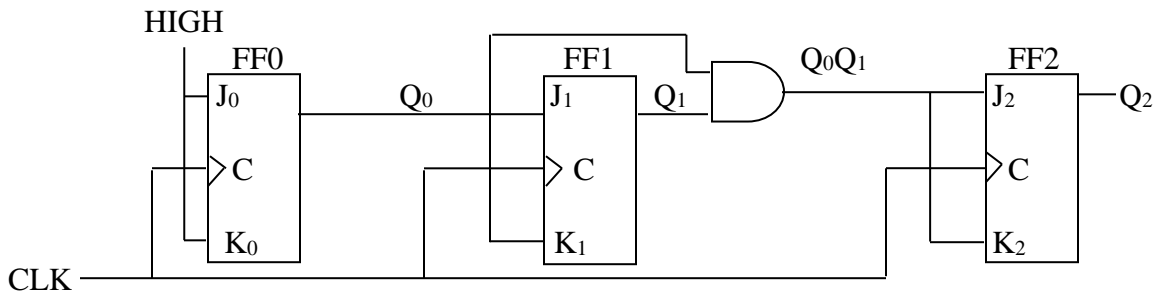 HIGH
FF0
FF1
FF2
J₀
Q₀
J₁
Q₁
Q₀Q₁
J₂
Q₂
C
C
C
K₀
K₁
K₂
CLK